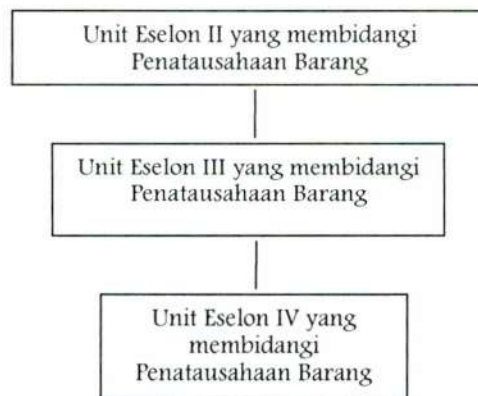 Unit Eselon II yang membidangi
Penatausahaan Barang
Unit Eselon III yang membidangi
Penatausahaan Barang
Unit Eselon IV yang
membidangi
Penatausahaan Barang